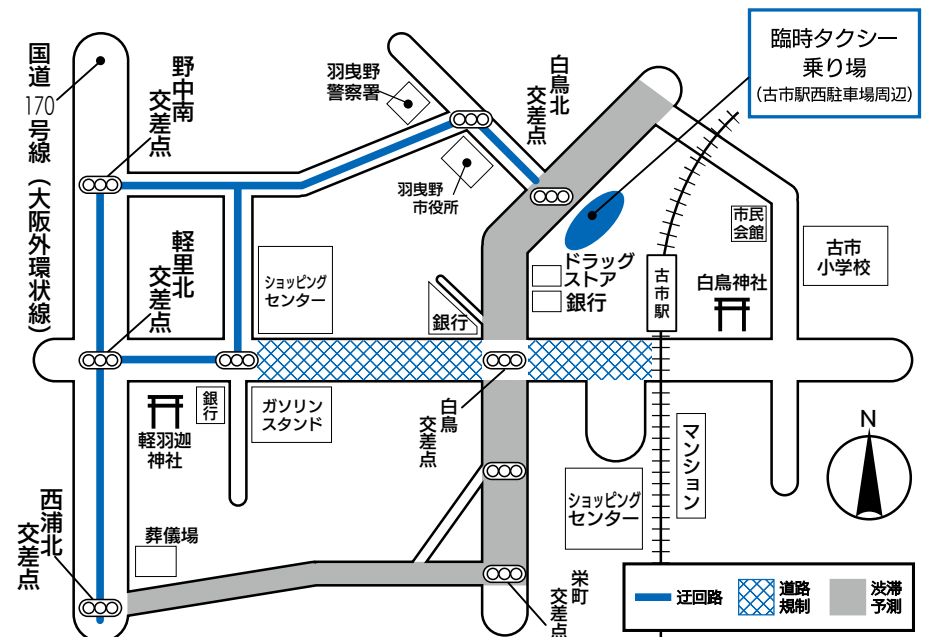 国道170号線（大阪外環状線）
野中南
交差点
羽曳野
警察署
白鳥北
交差点
臨時タクシー
乗り場
（古市駅西駐車場周辺）
羽曳野
市役所
軽里北
交差点
ショッピング
センター
ドラッグ
ストア
銀行
銀行
古市駅
白鳥神社
市民
会館
古市
小学校
銀行
ガソリン
スタンド
軽羽迦
神社
白鳥
交差点
マンション
N
西浦北
交差点
葬儀場
ショッピング
センター
栄町
交差点
迂回路
道路
規制
渋滞
予測